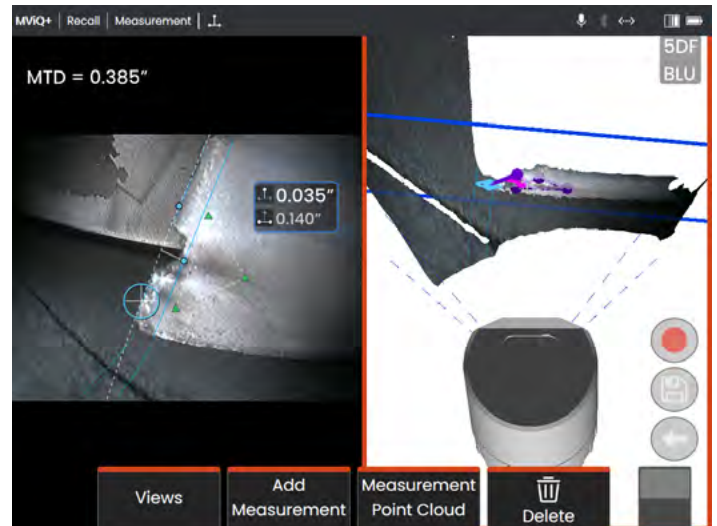 MViQ+ | Recall | Measurement |
5DF
BLU
MTD = 0.385"
0.035"
0.140"
Views
Add
Measurement
Measurement
Point Cloud
Delete